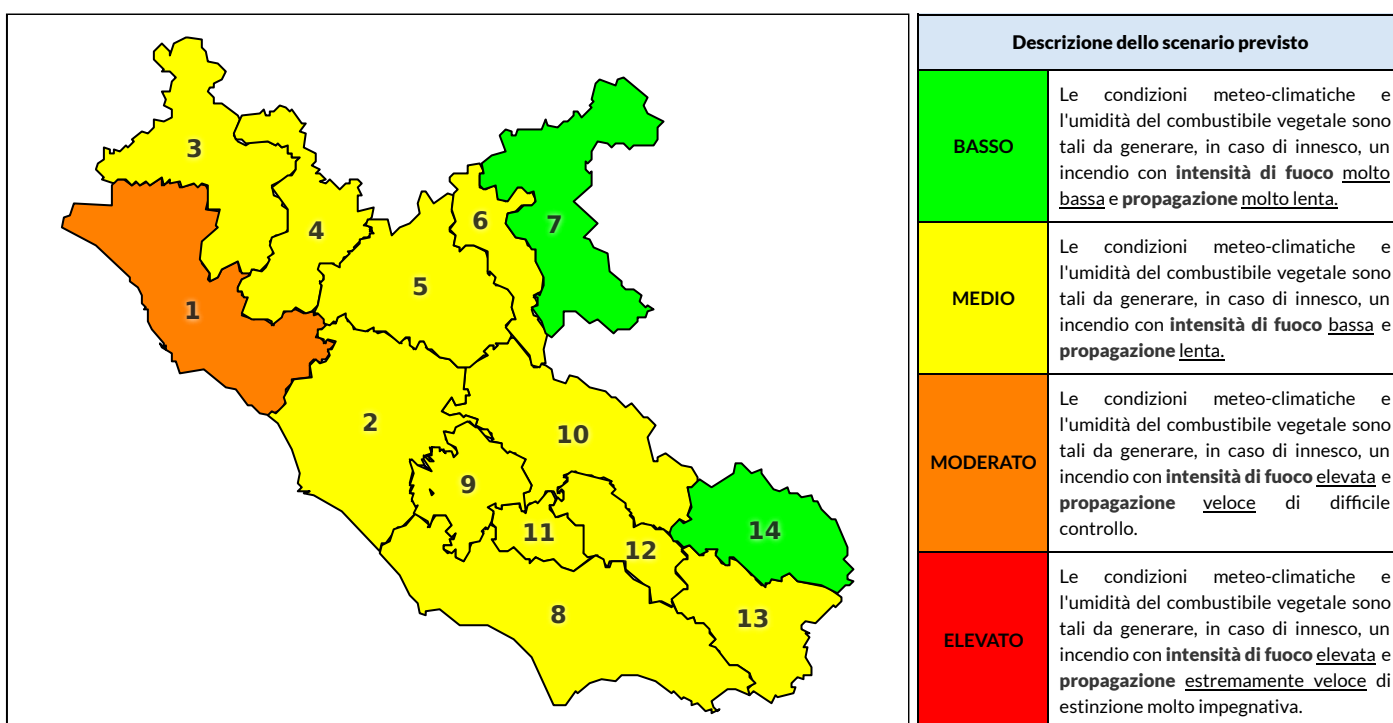 3
4
6
7
5
1
2
10
9
11
12
14
8
13
Descrizione dello scenario previsto
BASSO
Le condizioni meteo-climatiche e
l'umidità del combustibile vegetale sono
tali da generare, in caso di innesco, un
incendio con intensità di fuoco molto
bassa e propagazione molto lenta.
MEDIO
Le condizioni meteo-climatiche e
l'umidità del combustibile vegetale sono
tali da generare, in caso di innesco, un
incendio con intensità di fuoco bassa e
propagazione lenta.
MODERATO
Le condizioni meteo-climatiche e
l'umidità del combustibile vegetale sono
tali da generare, in caso di innesco, un
incendio con intensità di fuoco elevata e
propagazione veloce di difficile
controllo.
ELEVATO
Le condizioni meteo-climatiche e
l'umidità del combustibile vegetale sono
tali da generare, in caso di innesco, un
incendio con intensità di fuoco elevata e
propagazione estremamente veloce di
estinzione molto impegnativa.